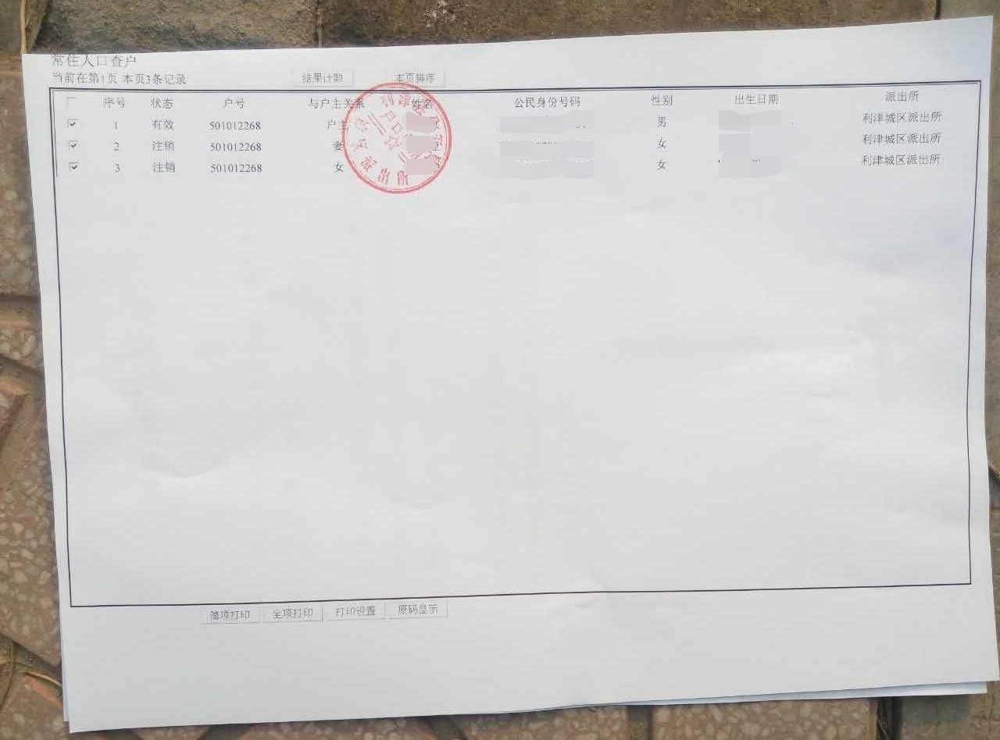 常住人口查户
当前在第1页 本页3条记录 结果计数 本页排序
序号 状态 户号 与户主关系 姓名 公民身份号码 性别 出生日期 派出所
1 有效 501012268 户主 男 利津城区派出所
2 注销 501012268 妻 女 利津城区派出所
3 注销 501012268 女 女 利津城区派出所
简项打印 全项打印 打印设置 原码显示